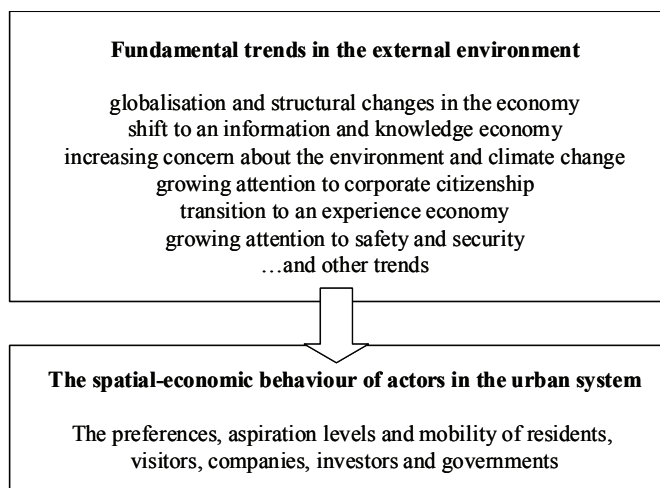 Fundamental trends in the external environment
globalisation and structural changes in the economy
shift to an information and knowledge economy
increasing concern about the environment and climate change
growing attention to corporate citizenship
transition to an experience economy
growing attention to safety and security
…and other trends
The spatial-economic behaviour of actors in the urban system
The preferences, aspiration levels and mobility of residents,
visitors, companies, investors and governments